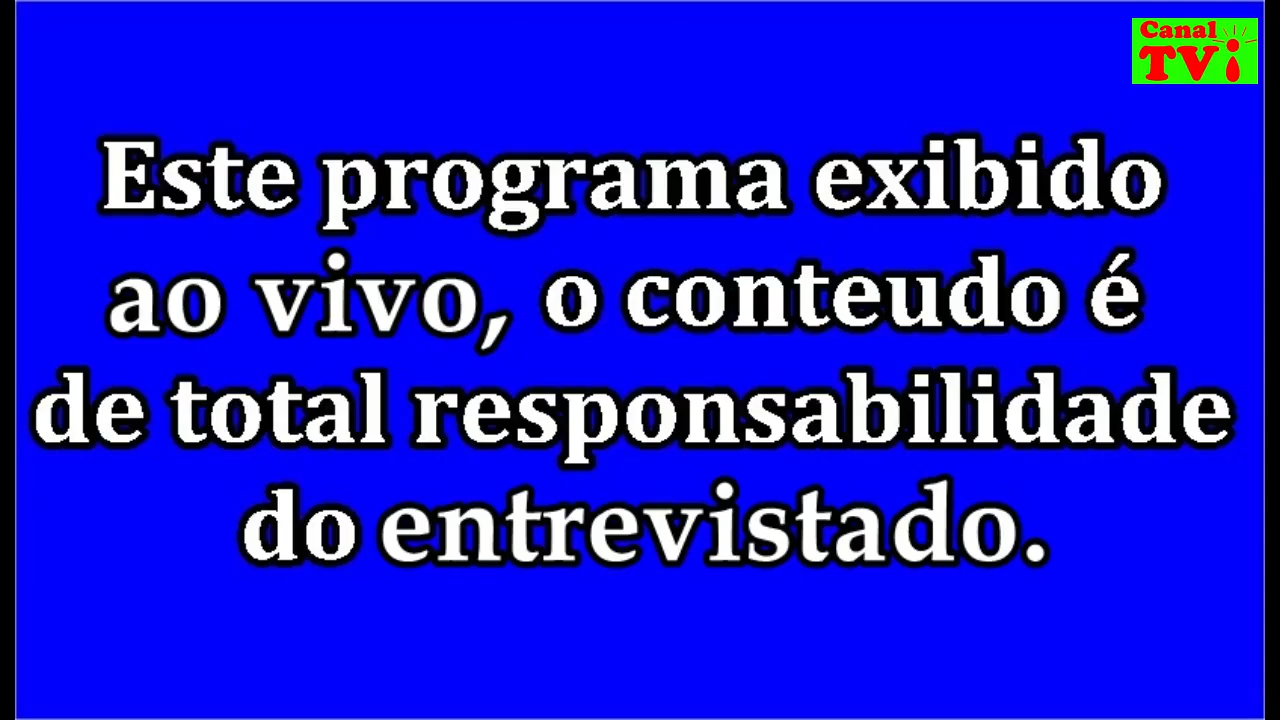 Canal
TVi
Este programa exibido
ao vivo, o conteudo é
de total responsabilidade
do entrevistado.